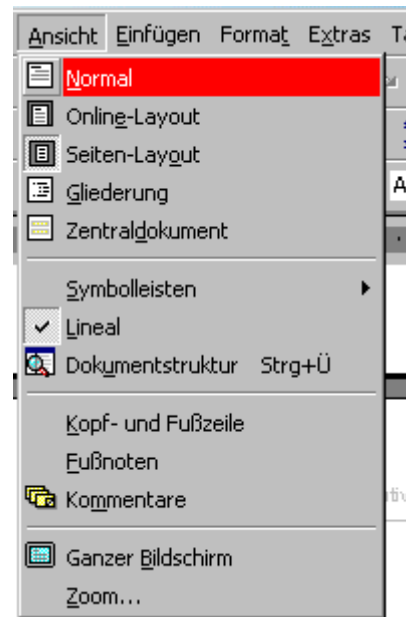 Ansicht Einfügen Format Extras
Normal
Online-Layout
Seiten-Layout
Gliederung
Zentraldokument
Symbolleisten
Lineal
Dokumentstruktur Strg+Ü
Kopf- und Fußzeile
Fußnoten
Kommentare
Ganzer Bildschirm
Zoom...